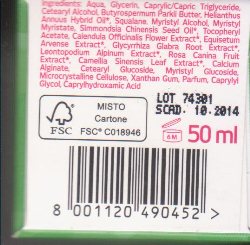 Ingredients: Aqua, Glycerin, Caprylic/Capric Triglyceride,
Cetearyl Alcohol, Butyrospermum Parkii Butter, Helianthus
Annuus Hybrid Oil*, Squalane, Myristyl Alcohol, Myristyl
Myristate, Simmondsia Chinensis Seed Oil*, Tocopheryl
Acetate, Calendula Officinalis Flower Extract*, Equisetum
Arvense Extract*, Glycyrrhiza Glabra Root Extract*,
Leontopodium Alpinum Extract*, Rosa Canina Fruit
Extract*, Camellia Sinensis Leaf Extract*, Calcium
Alginate, Cetearyl Glucoside, Myristyl Glucoside,
Microcrystalline Cellulose, Xanthan Gum, Parfum, Caprylyl
Glycol, Caprylhydroxamic Acid
FSC
MISTO
Cartone
FSC® C018946
LOT 74301
SCAD. 10.2014
6M
50 ml
8 001120 490452 >